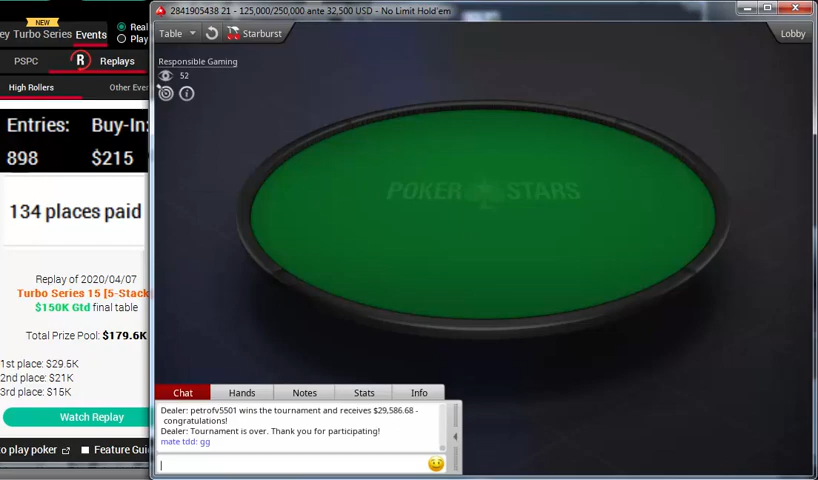 2841905438 21 - 125,000/250,000 ante 32,500 USD - No Limit Hold'em
NEW
ey Turbo Series Events
Real
Play
Table
Starburst
Lobby
PSPC
R
Replays
High Rollers
Other Eve
Responsible Gaming
52
Entries: Buy-In:
898 $215
134 places paid
POKER STARS
Replay of 2020/04/07
Turbo Series 15 [5-Stack
$150K Gtd final table
Total Prize Pool: $179.6K
1st place: $29.5K
2nd place: $21K
3rd place: $15K
Watch Replay
o play poker
Feature Guid
Chat Hands Notes Stats Info
Dealer: petrofv5501 wins the tournament and receives $29,586.68 -
congratulations!
Dealer: Tournament is over. Thank you for participating!
mate tdd: gg